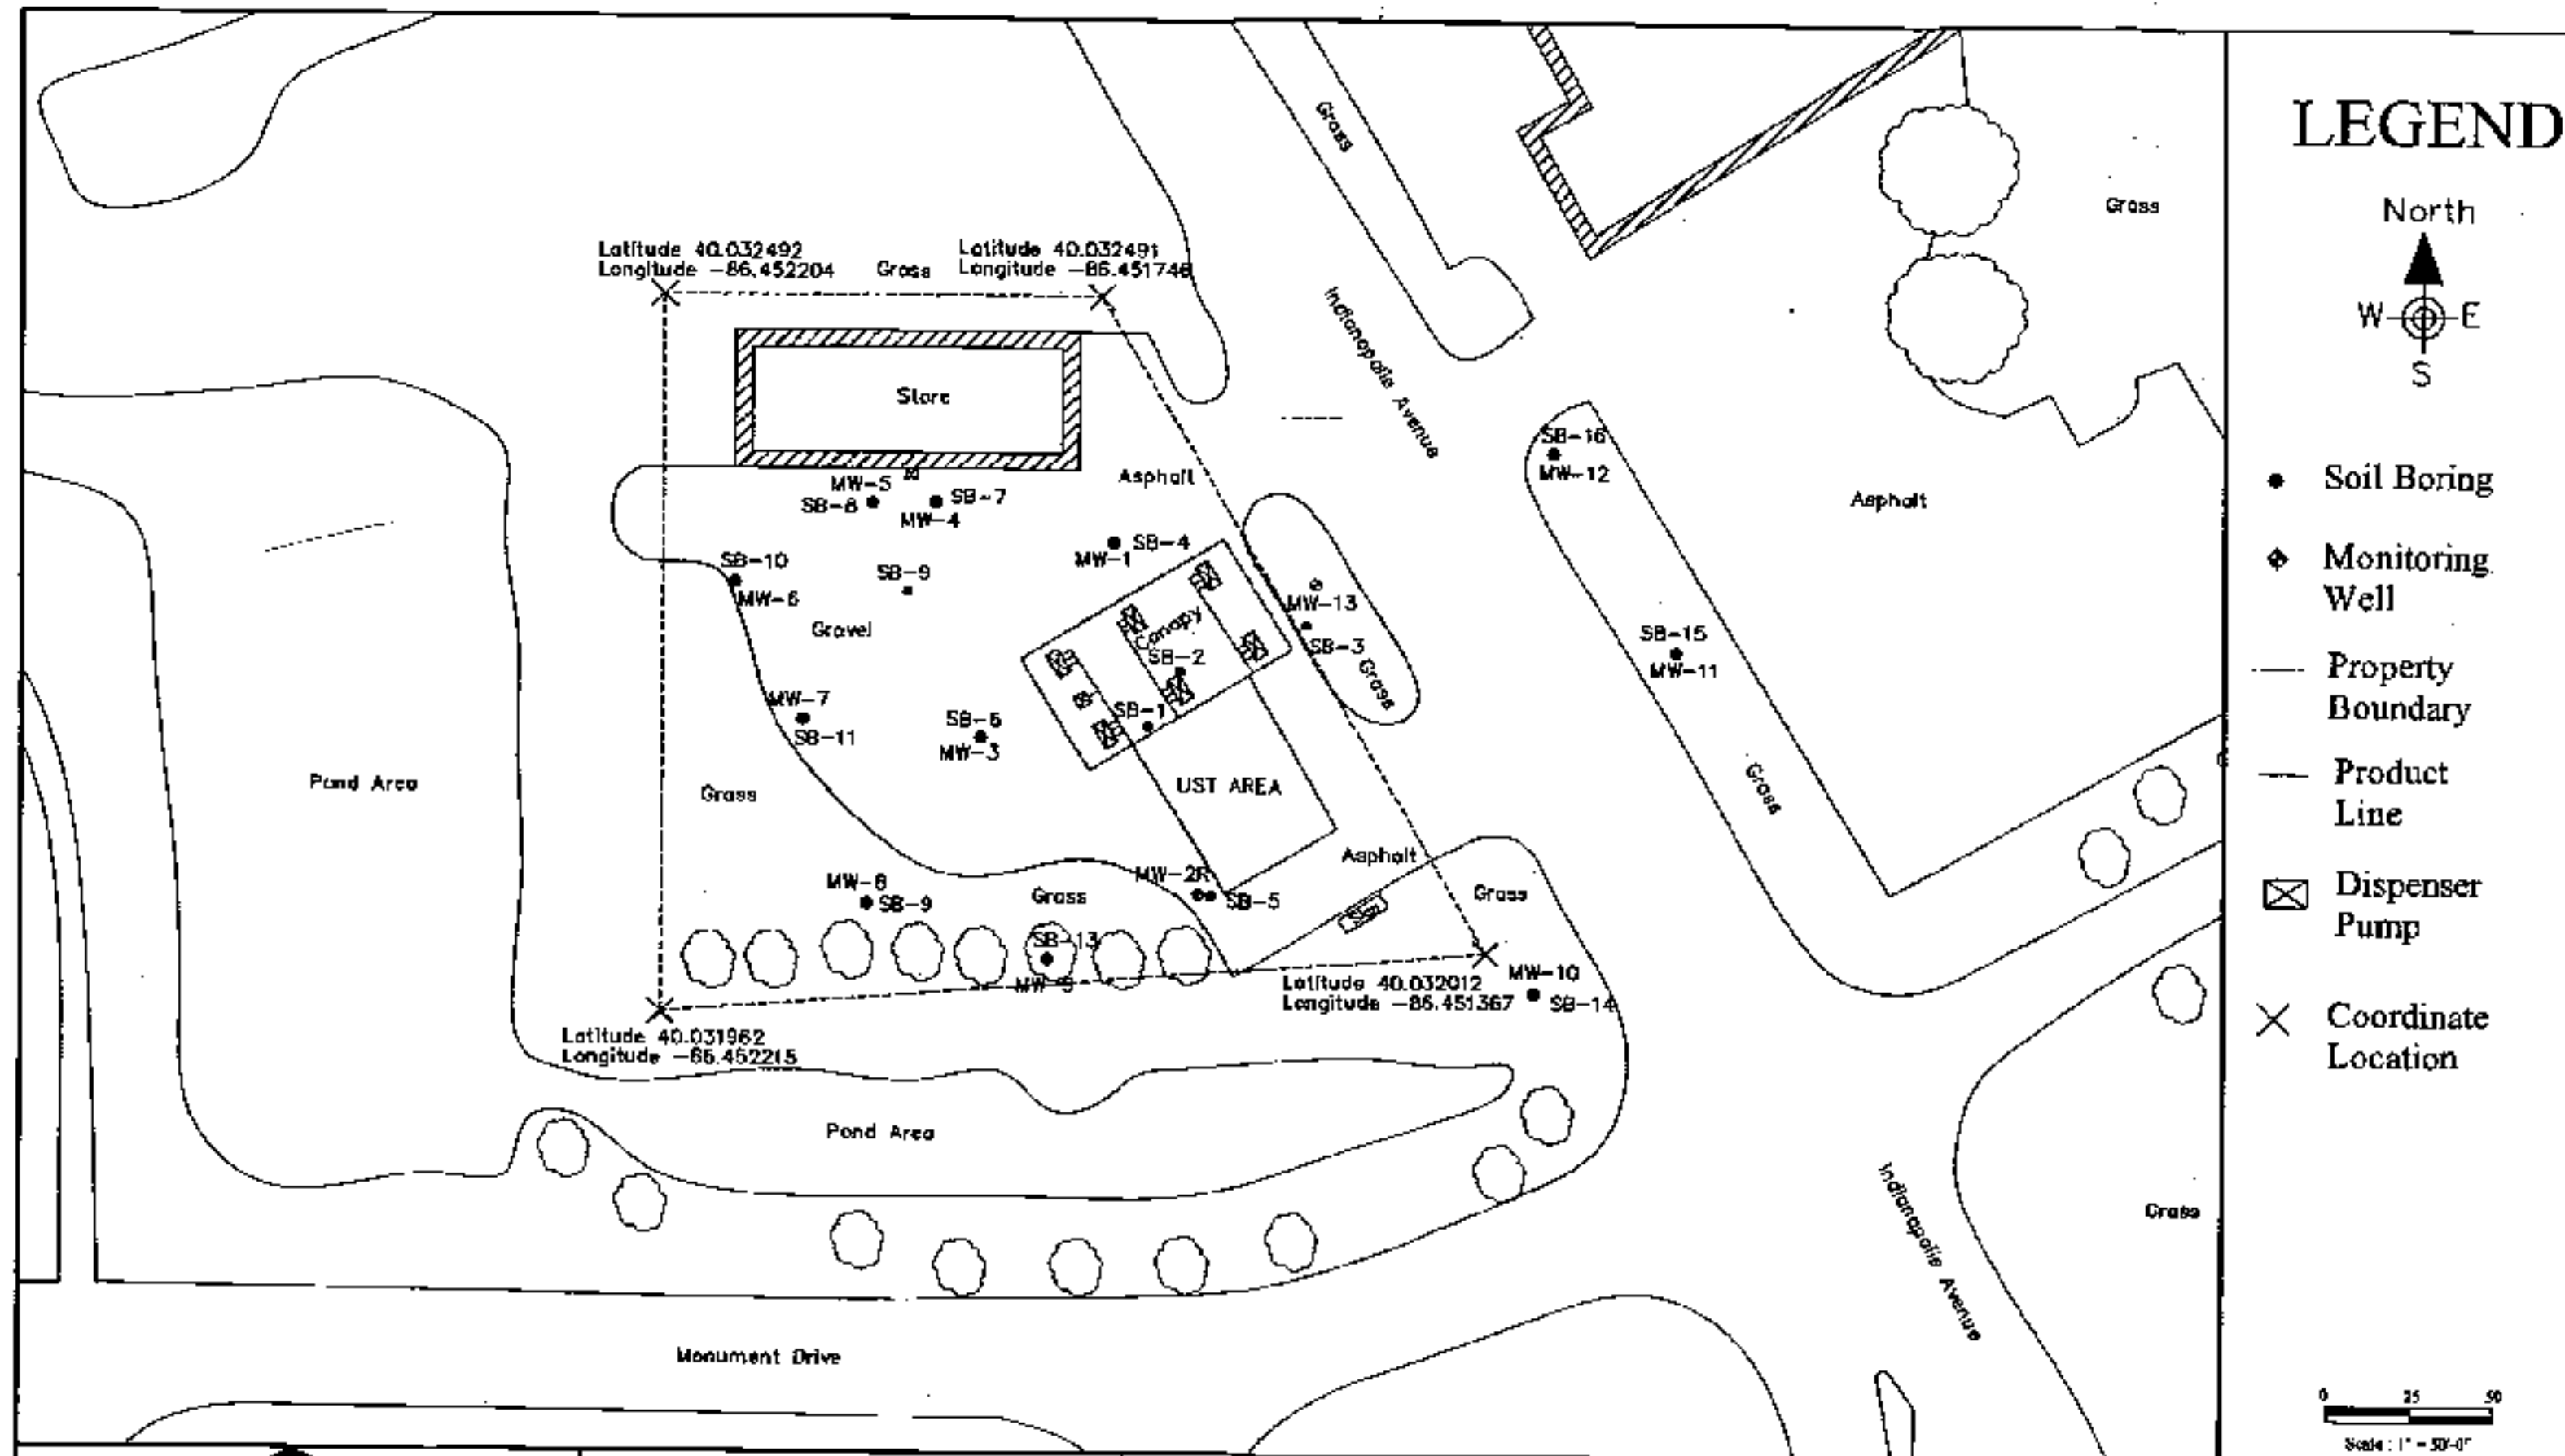 Latitude 40.032492
Longitude -86.452204
Grass
Latitude 40.032491
Longitude -86.451746
Grass
Grass
Store
Indianapolis Avenue
Asphalt
Asphalt
SB-16
MW-12
MW-5
SB-8
SB-7
MW-4
MW-1
SB-4
SB-10
MW-6
SB-9
Gravel
Canopy
SB-2
MW-13
SB-3
Grass
SB-15
MW-11
MW-7
SB-11
SB-6
MW-3
SB-1
UST AREA
Pond Area
Grass
Grass
Asphalt
MW-8
SB-9
Grass
MW-2R
SB-5
Grass
SB-13
MW-9
Latitude 40.032012
Longitude -86.451367
MW-10
SB-14
Latitude 40.031962
Longitude -86.452215
Pond Area
Indianapolis Avenue
Grass
Monument Drive
LEGEND
North
W E
S
Soil Boring
Monitoring
Well
Property
Boundary
Product
Line
Dispenser
Pump
Coordinate
Location
0 25 50
Scale : 1" = 50'-0"